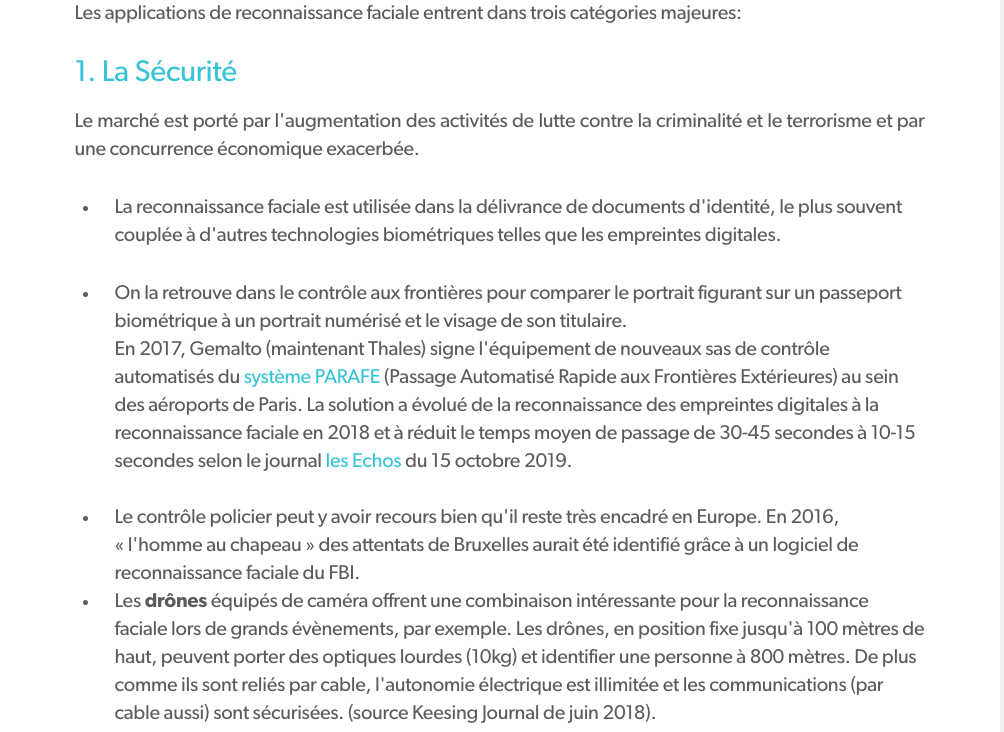 Les applications de reconnaissance faciale entrent dans trois catégories majeures:
1. La Sécurité
Le marché est porté par l'augmentation des activités de lutte contre la criminalité et le terrorisme et par
une concurrence économique exacerbée.
• La reconnaissance faciale est utilisée dans la délivrance de documents d'identité, le plus souvent
couplée à d'autres technologies biométriques telles que les empreintes digitales.
• On la retrouve dans le contrôle aux frontières pour comparer le portrait figurant sur un passeport
biométrique à un portrait numérisé et le visage de son titulaire.
En 2017, Gemalto (maintenant Thales) signe l'équipement de nouveaux sas de contrôle
automatisés du système PARAFE (Passage Automatisé Rapide aux Frontières Extérieures) au sein
des aéroports de Paris. La solution a évolué de la reconnaissance des empreintes digitales à la
reconnaissance faciale en 2018 et à réduit le temps moyen de passage de 30-45 secondes à 10-15
secondes selon le journal les Echos du 15 octobre 2019.
• Le contrôle policier peut y avoir recours bien qu'il reste très encadré en Europe. En 2016,
« l'homme au chapeau » des attentats de Bruxelles aurait été identifié grâce à un logiciel de
reconnaissance faciale du FBI.
• Les drônes équipés de caméra offrent une combinaison intéressante pour la reconnaissance
faciale lors de grands évènements, par exemple. Les drônes, en position fixe jusqu'à 100 mètres de
haut, peuvent porter des optiques lourdes (10kg) et identifier une personne à 800 mètres. De plus
comme ils sont reliés par cable, l'autonomie électrique est illimitée et les communications (par
cable aussi) sont sécurisées. (source Keesing Journal de juin 2018).